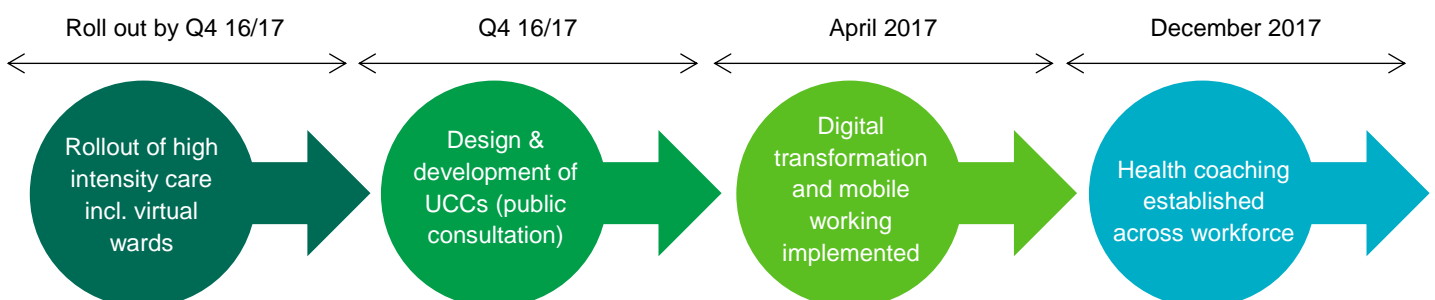 Roll out by Q4 16/17
Q4 16/17
April 2017
December 2017
Rollout of high
intensity care
incl. virtual
wards
Design &
development of
UCCs (public
consultation)
Digital
transformation
and mobile
working
implemented
Health coaching
established
across workforce